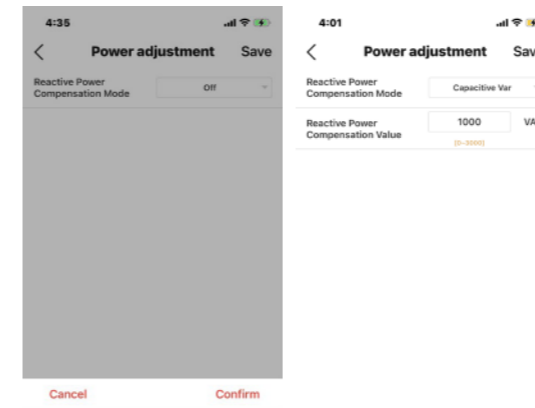 4:35
Power adjustment Save
Reactive Power
Compensation Mode
Off
Cancel Confirm
4:01
Power adjustment Sav
Reactive Power
Compensation Mode
Capacitive Var
Reactive Power
Compensation Value
1000 VA
[0~3000]